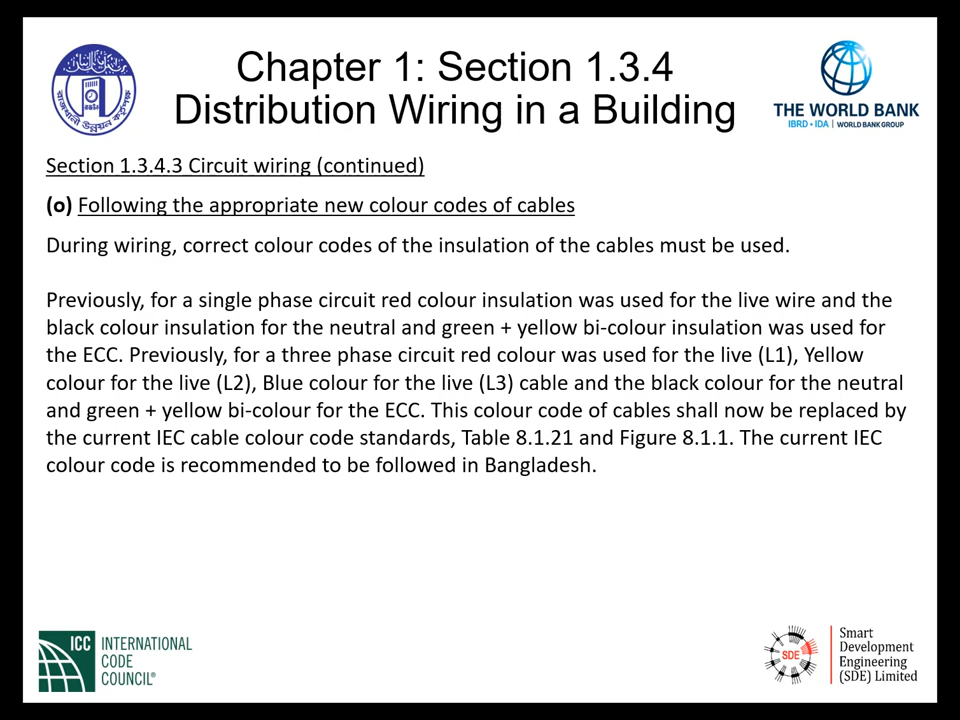 Chapter 1: Section 1.3.4
Distribution Wiring in a Building
THE WORLD BANK
IBRD • IDA | WORLD BANK GROUP
Section 1.3.4.3 Circuit wiring (continued)
(o) Following the appropriate new colour codes of cables
During wiring, correct colour codes of the insulation of the cables must be used.
Previously, for a single phase circuit red colour insulation was used for the live wire and the
black colour insulation for the neutral and green + yellow bi-colour insulation was used for
the ECC. Previously, for a three phase circuit red colour was used for the live (L1), Yellow
colour for the live (L2), Blue colour for the live (L3) cable and the black colour for the neutral
and green + yellow bi-colour for the ECC. This colour code of cables shall now be replaced by
the current IEC cable colour code standards, Table 8.1.21 and Figure 8.1.1. The current IEC
colour code is recommended to be followed in Bangladesh.
ICC INTERNATIONAL
CODE
COUNCIL®
SDE
Smart
Development
Engineering
(SDE) Limited